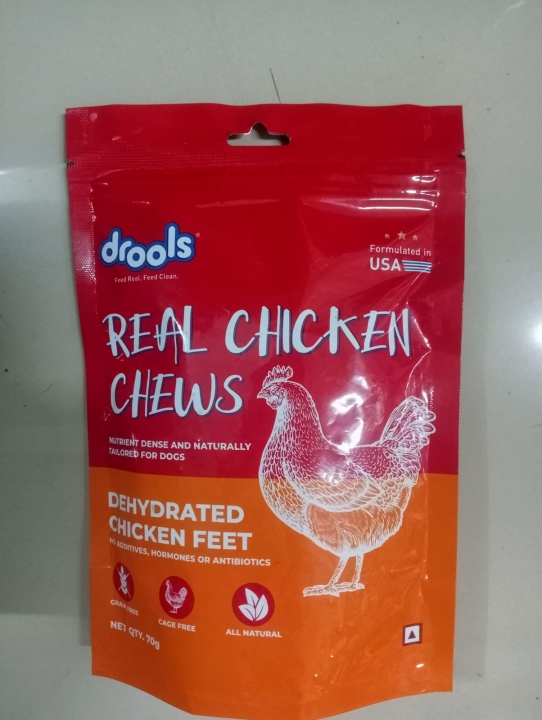 drools
Feed Real. Feed Clean.
Formulated in
USA
REAL CHICKEN
CHEWS
NUTRIENT DENSE AND NATURALLY
TAILORED FOR DOGS
DEHYDRATED
CHICKEN FEET
NO ADDITIVES, HORMONES OR ANTIBIOTICS
GRAIN FREE
CAGE FREE
ALL NATURAL
NET QTY. 70g